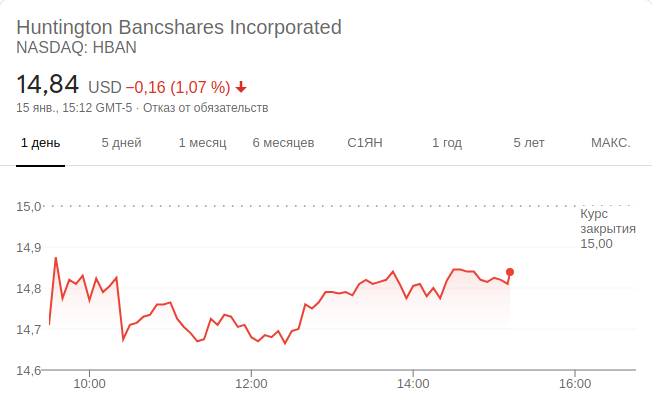 Huntington Bancshares Incorporated
NASDAQ: HBAN
14,84 USD −0,16 (1,07 %)
15 янв., 15:12 GMT-5 · Отказ от обязательств
1 день 5 дней 1 месяц 6 месяцев С1ЯН 1 год 5 лет МАКС.
15,0
Курс
закрытия
15,00
14,9
14,8
14,7
14,6
10:00 12:00 14:00 16:00